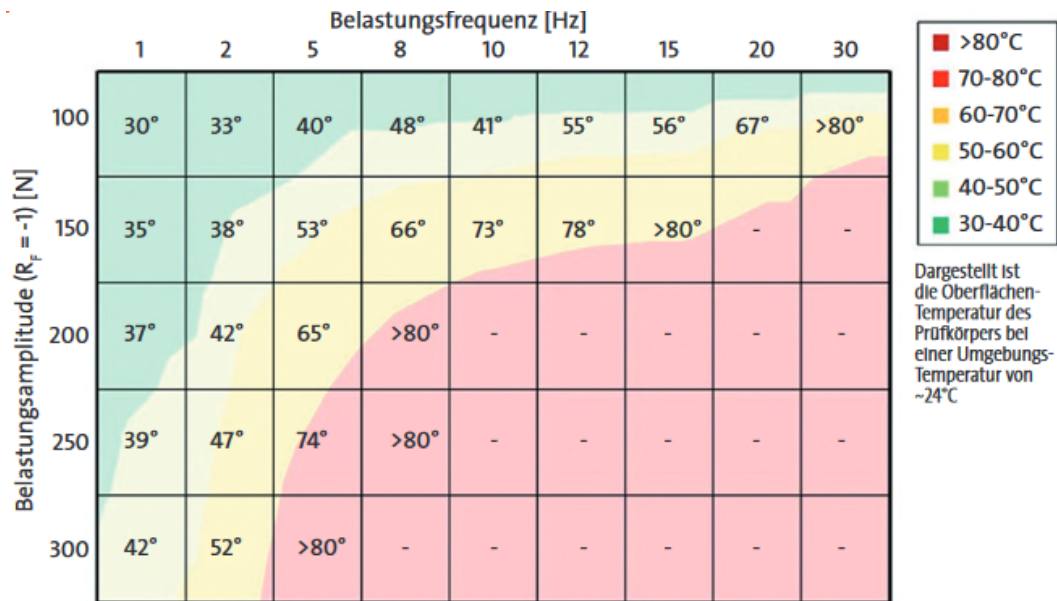 Belastungsfrequenz [Hz]
1 2 5 8 10 12 15 20 30
Belastungsamplitude (R_F = -1) [N]
100 30° 33° 40° 48° 41° 55° 56° 67° >80°
150 35° 38° 53° 66° 73° 78° >80° - -
200 37° 42° 65° >80° - - - - -
250 39° 47° 74° >80° - - - - -
300 42° 52° >80° - - - - - -
>80°C
70-80°C
60-70°C
50-60°C
40-50°C
30-40°C
Dargestellt ist
die Oberflächen-
Temperatur des
Prüfkörpers bei
einer Umgebungs-
Temperatur von
~24°C